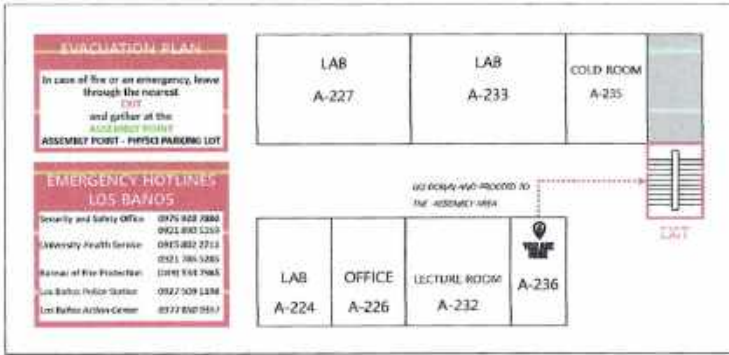 EVACUATION PLAN
In case of fire or an emergency, leave
through the nearest
EXIT
and gather at the
ASSEMBLY POINT
ASSEMBLY POINT - PHYSCI PARKING LOT
EMERGENCY HOTLINES
LOS BANOS
Security and Safety Office
University Health Service
Bureau of Fire Protection
Los Baños Police Station
Los Baños Action Center
LAB
A-227
LAB
A-233
COLD ROOM
A-235
GO DOWN AND PROCEED TO
THE ASSEMBLY AREA
EXIT
YOU ARE
HERE
LAB
A-224
OFFICE
A-226
LECTURE ROOM
A-232
A-236